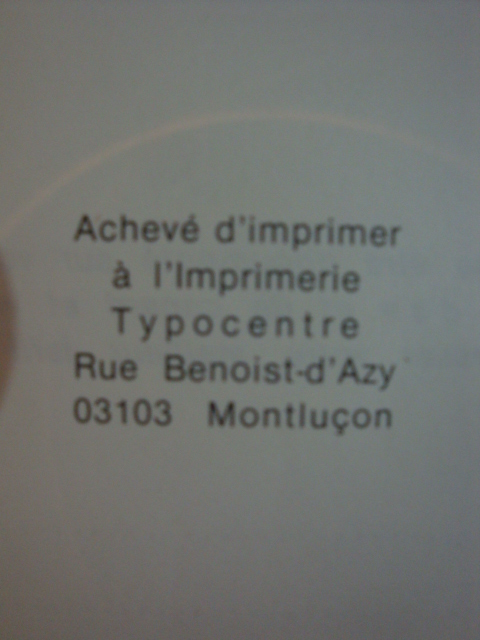 Achevé d'imprimer
à l'Imprimerie
Typocentre
Rue Benoist-d'Azy
03103 Montluçon